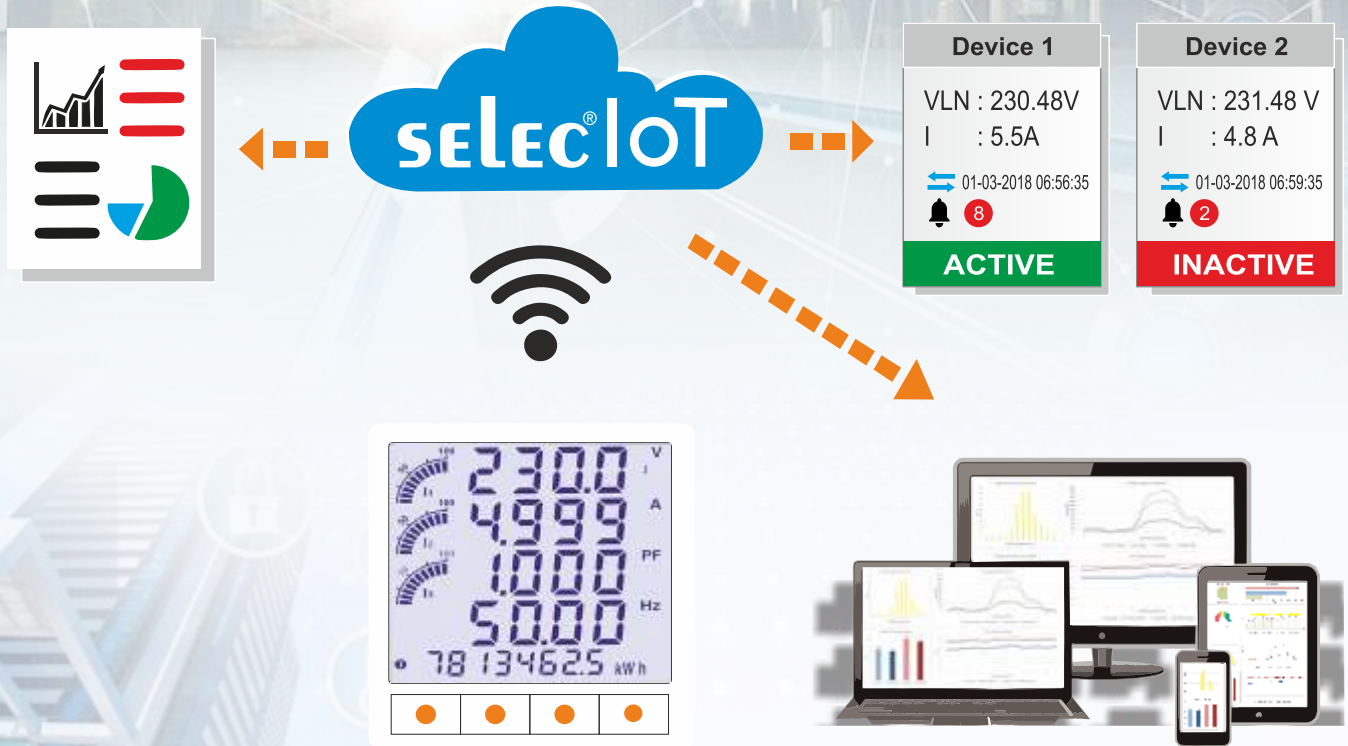 selec® IoT
Device 1
VLN : 230.48V
I : 5.5A
01-03-2018 06:56:35
8
ACTIVE
Device 2
VLN : 231.48 V
I : 4.8 A
01-03-2018 06:59:35
2
INACTIVE
230.0 V
4.999 A
1.000 PF
50.00 Hz
7813462.5 kWh